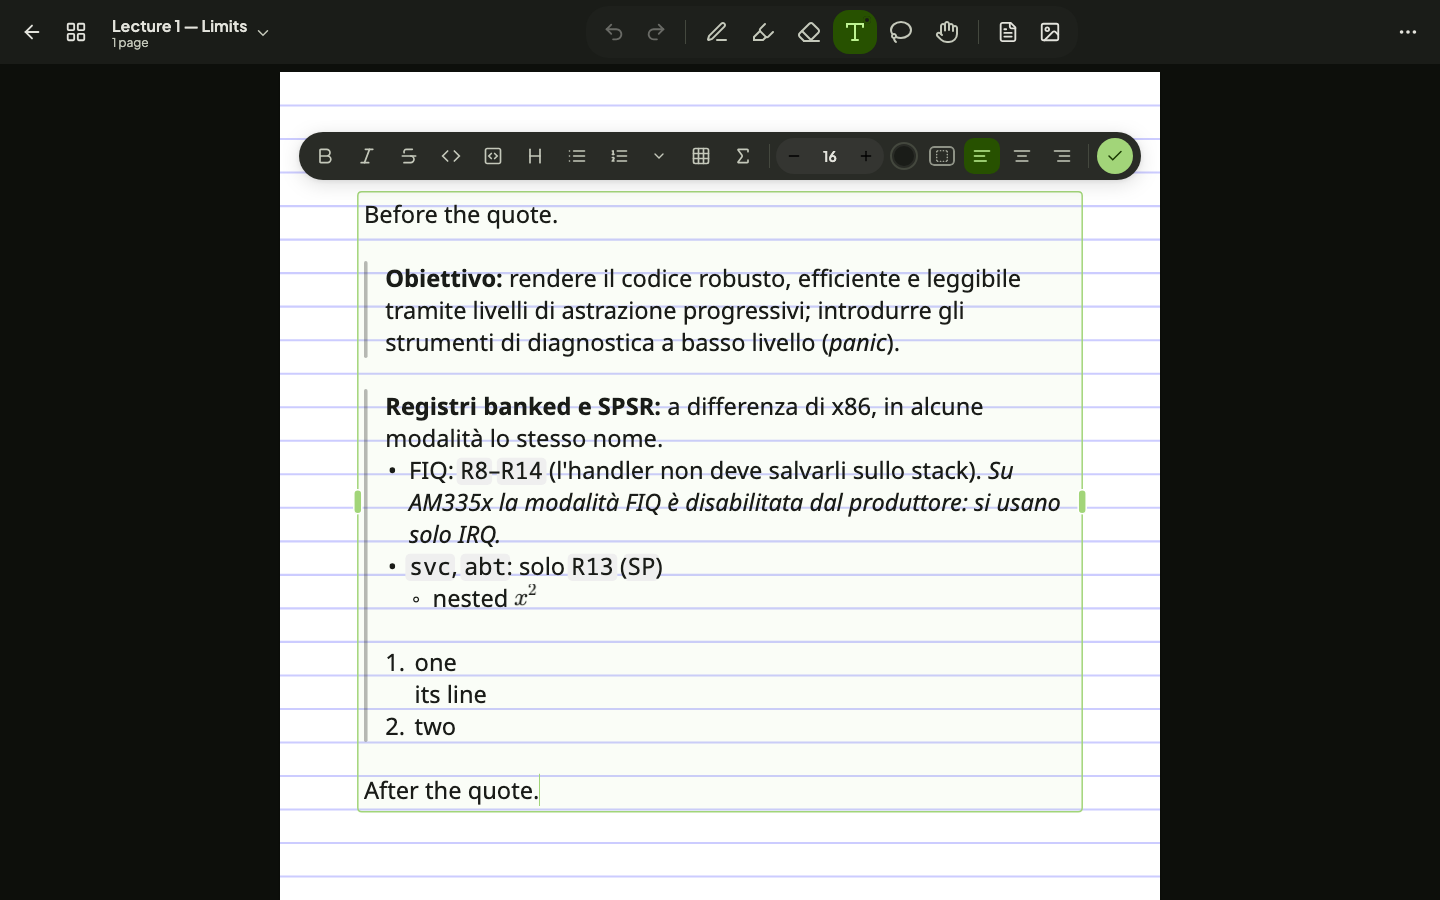 Lecture 1 — Limits
1 page
16
Before the quote.
Obiettivo: rendere il codice robusto, efficiente e leggibile
tramite livelli di astrazione progressivi; introdurre gli
strumenti di diagnostica a basso livello (panic).
Registri banked e SPSR: a differenza di x86, in alcune
modalità lo stesso nome.
• FIQ: R8–R14 (l'handler non deve salvarli sullo stack). Su
AM335x la modalità FIQ è disabilitata dal produttore: si usano
solo IRQ.
• svc, abt: solo R13 (SP)
◦ nested x²
1. one
its line
2. two
After the quote.